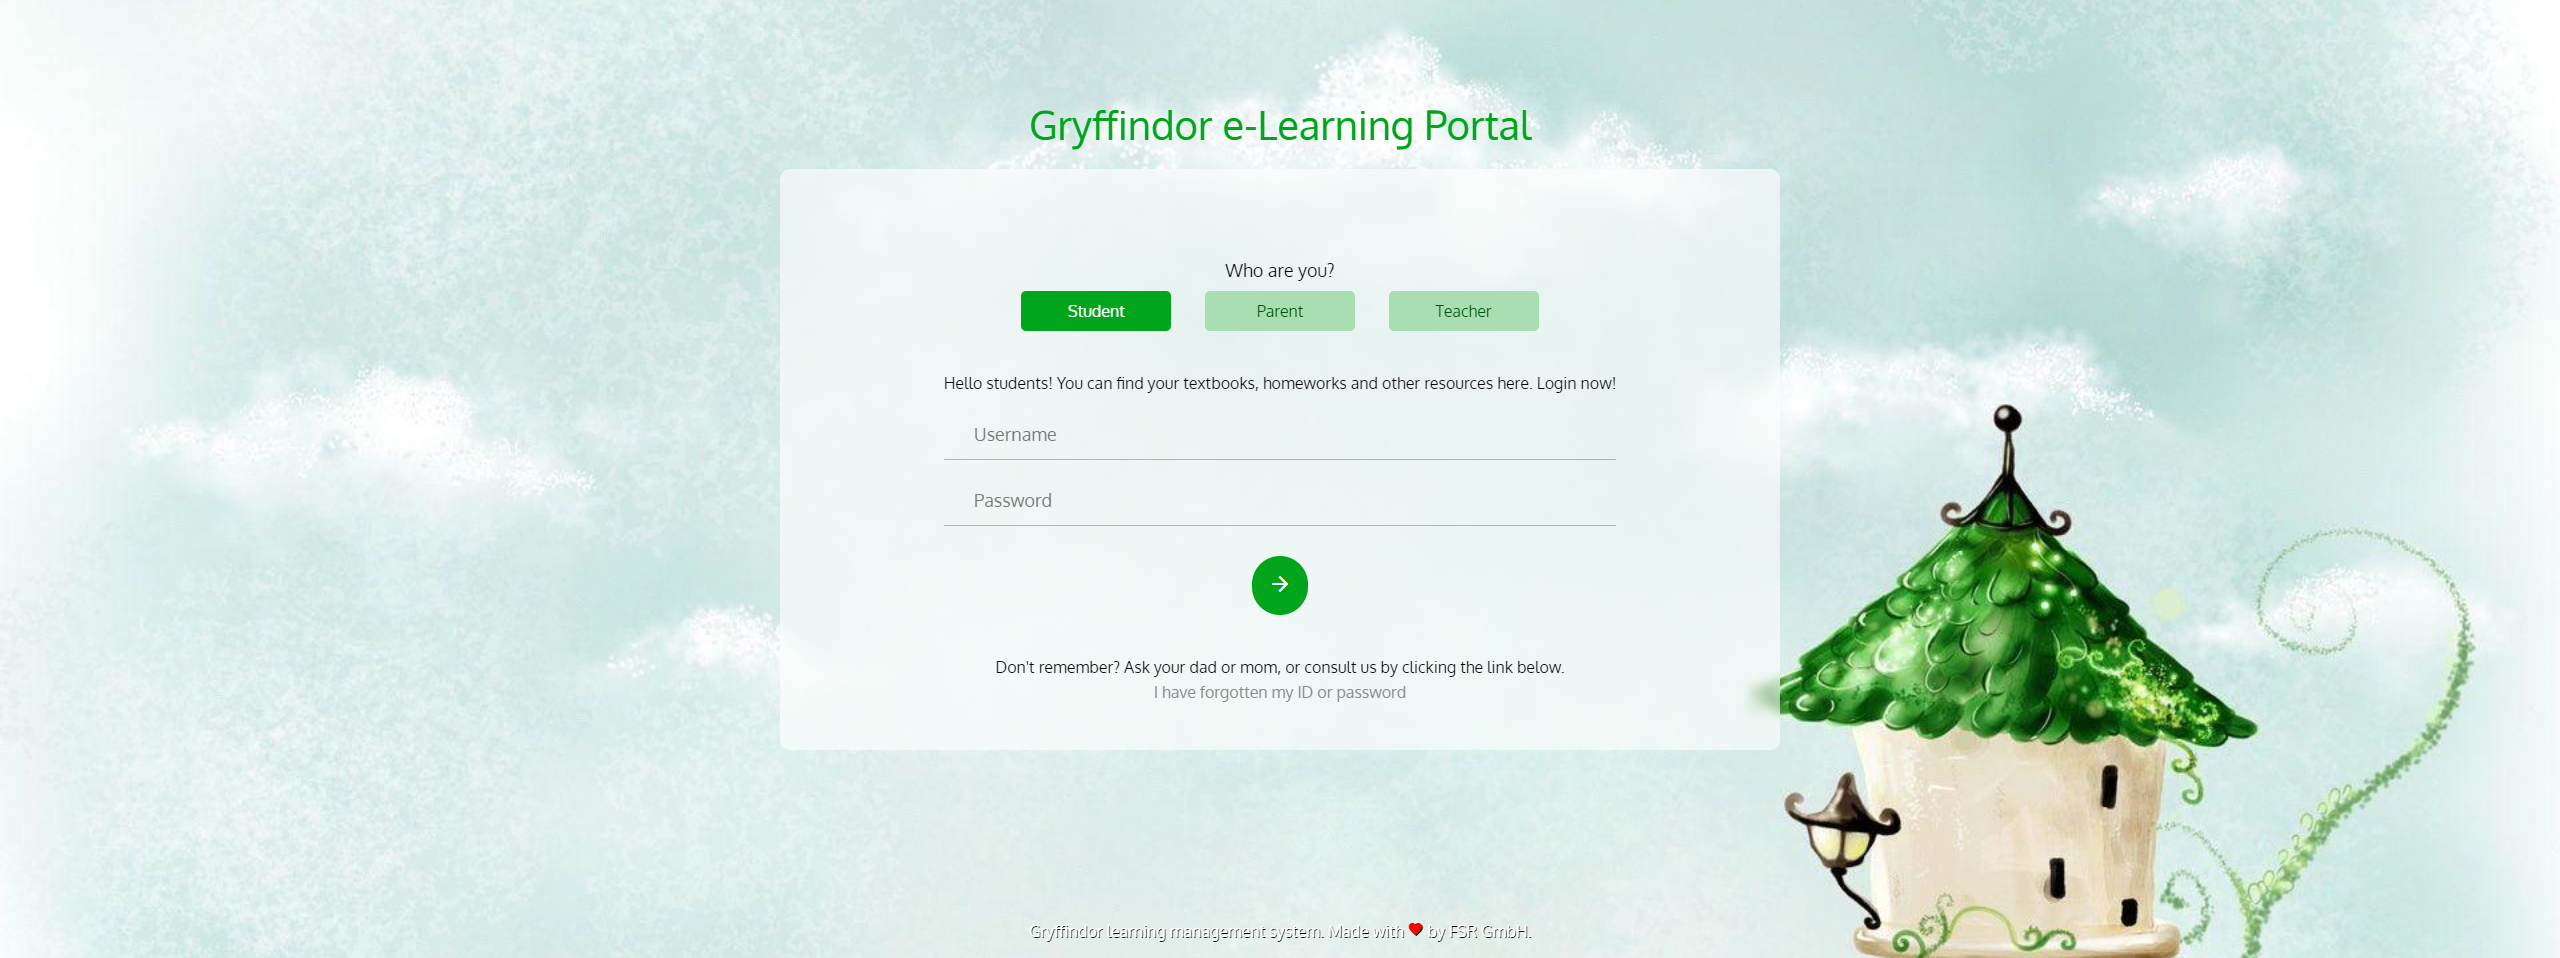 Gryffindor e-Learning Portal
Who are you?
Student Parent Teacher
Hello students! You can find your textbooks, homeworks and other resources here. Login now!
Username
Password
Don't remember? Ask your dad or mom, or consult us by clicking the link below.
I have forgotten my ID or password
Gryffindor learning management system. Made with ❤ by FSR GmbH.